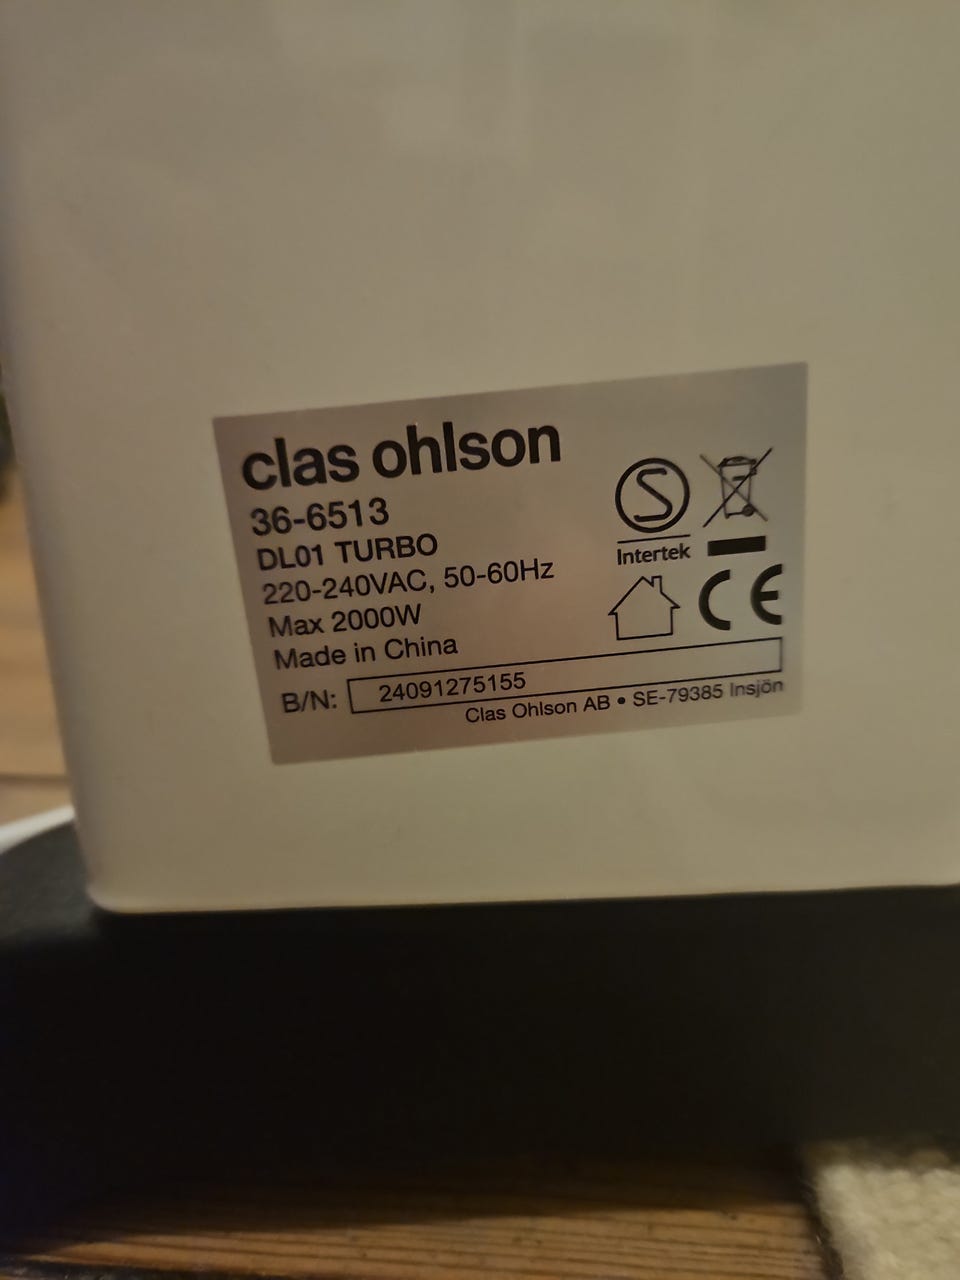 clas ohlson
36-6513
DL01 TURBO
220-240VAC, 50-60Hz
Max 2000W
Made in China
B/N: 24091275155
Clas Ohlson AB • SE-79385 Insjön
S
Intertek
CE